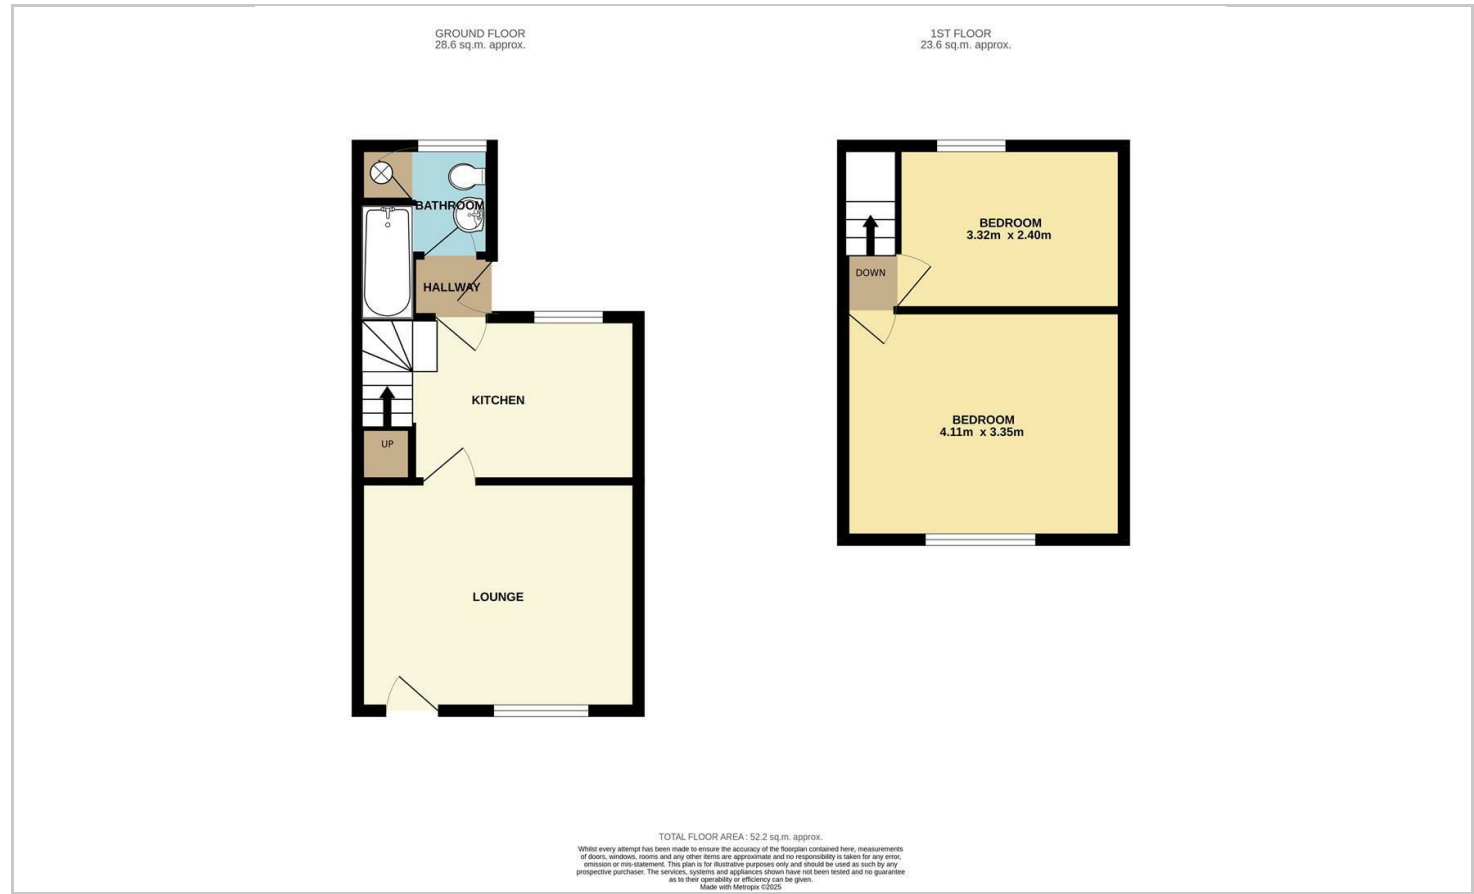 GROUND FLOOR
28.6 sq.m. approx.
1ST FLOOR
23.6 sq.m. approx.
BATHROOM
HALLWAY
KITCHEN
UP
LOUNGE
BEDROOM
3.32m x 2.40m
DOWN
BEDROOM
4.11m x 3.35m
TOTAL FLOOR AREA : 52.2 sq.m. approx.
Whilst every attempt has been made to ensure the accuracy of the floorplan contained here, measurements
of doors, windows, rooms and any other items are approximate and no responsibility is taken for any error,
omission or mis-statement. This plan is for illustrative purposes only and should be used as such by any
prospective purchaser. The services, systems and appliances shown have not been tested and no guarantee
as to their operability or efficiency can be given.
Made with Metropix ©2025